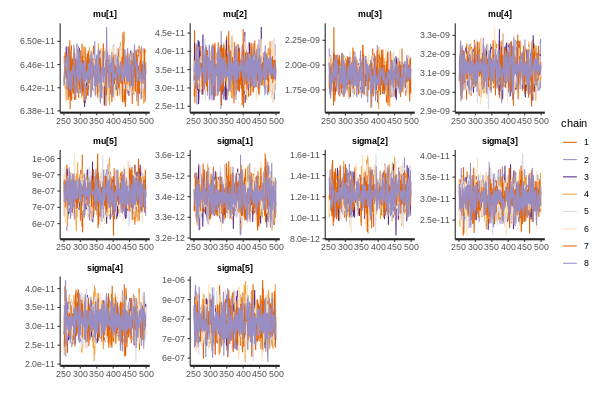 mu[1] mu[2] mu[3] mu[4]
6.50e-11
6.46e-11
6.42e-11
6.38e-11
250 300 350 400 450 500
4.5e-11
4.0e-11
3.5e-11
3.0e-11
2.5e-11
250 300 350 400 450 500
2.25e-09
2.00e-09
1.75e-09
250 300 350 400 450 500
3.3e-09
3.2e-09
3.1e-09
3.0e-09
2.9e-09
250 300 350 400 450 500
mu[5] sigma[1] sigma[2] sigma[3]
1e-06
9e-07
8e-07
7e-07
6e-07
250 300 350 400 450 500
3.6e-12
3.5e-12
3.4e-12
3.3e-12
3.2e-12
250 300 350 400 450 500
1.6e-11
1.4e-11
1.2e-11
1.0e-11
8.0e-12
250 300 350 400 450 500
4.0e-11
3.5e-11
3.0e-11
2.5e-11
250 300 350 400 450 500
sigma[4] sigma[5]
4.0e-11
3.5e-11
3.0e-11
2.5e-11
2.0e-11
250 300 350 400 450 500
1e-06
9e-07
8e-07
7e-07
6e-07
250 300 350 400 450 500
chain
1
2
3
4
5
6
7
8